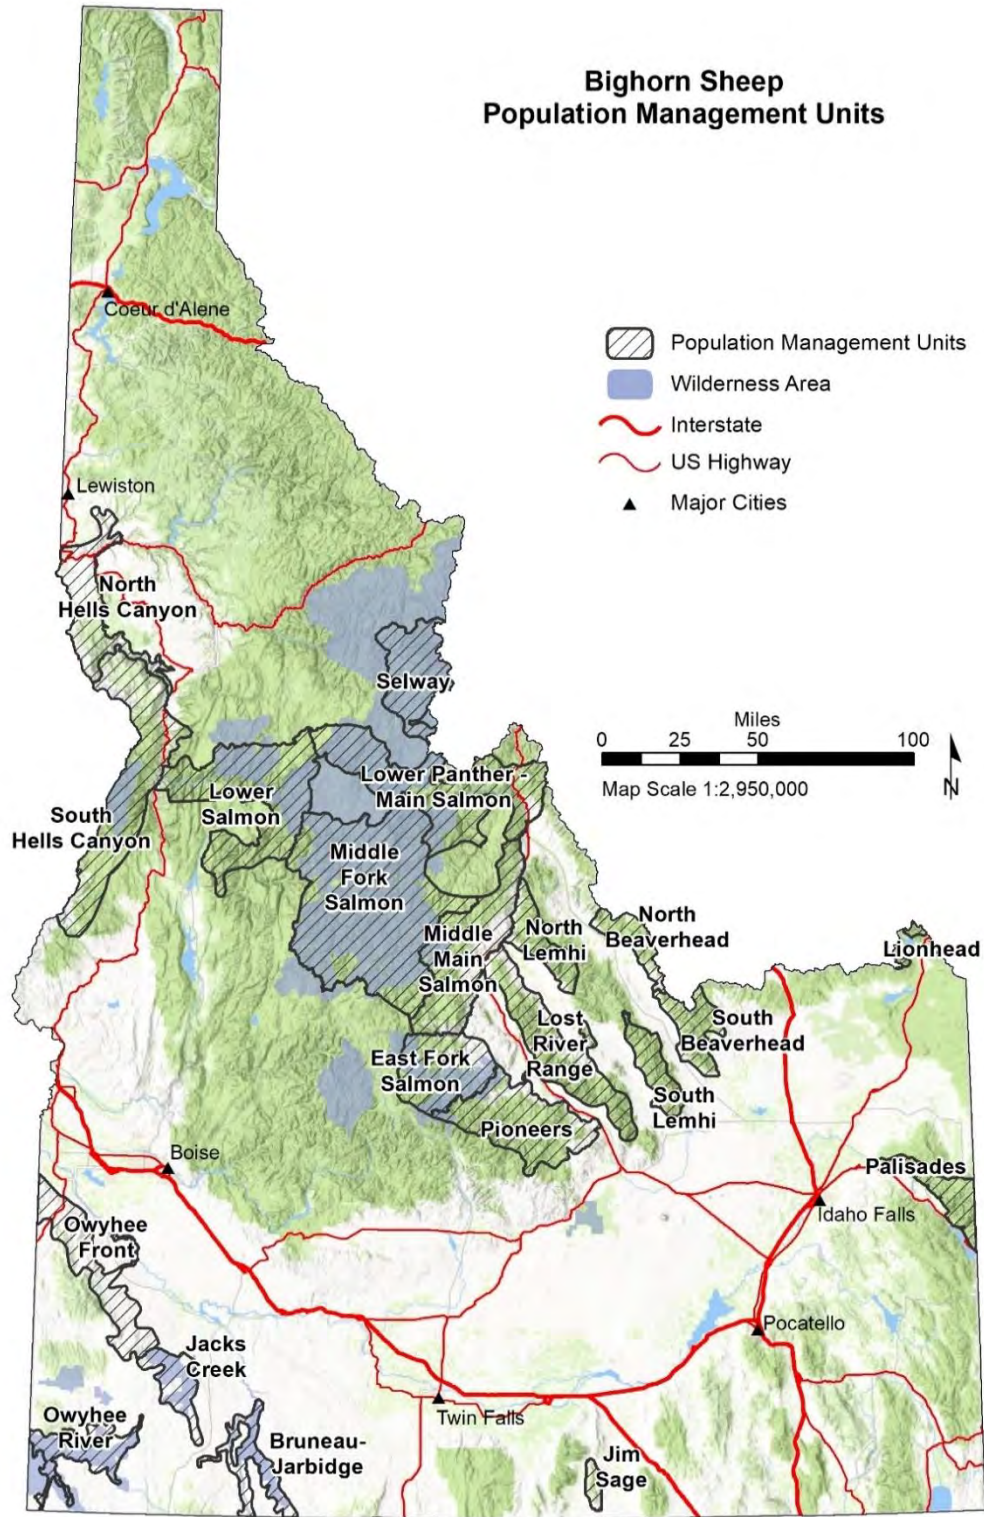 Bighorn Sheep
Population Management Units
Coeur d'Alene
Population Management Units
Wilderness Area
Interstate
US Highway
Major Cities
Lewiston
North
Hells Canyon
Selway
Miles
0 25 50 100
Map Scale 1:2,950,000
N
Lower Panther -
Main Salmon
Lower
Salmon
South
Hells Canyon
Middle
Fork
Salmon
North
Beaverhead
North
Lemhi
Middle
Main
Salmon
Lionhead
Lost
River
Range
South
Beaverhead
East Fork
Salmon
South
Lemhi
Pioneers
Boise
Palisades
Idaho Falls
Owyhee
Front
Pocatello
Jacks
Creek
Twin Falls
Owyhee
River
Bruneau-
Jarbidge
Jim
Sage